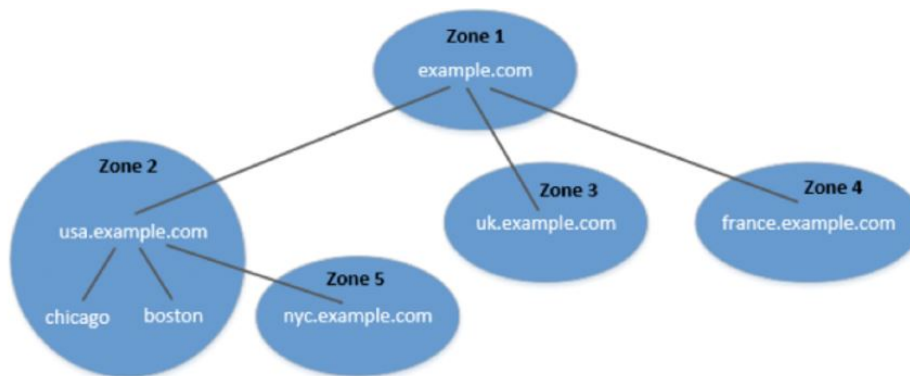 Zone 1
example.com
Zone 2
usa.example.com
chicago
boston
Zone 3
uk.example.com
Zone 4
france.example.com
Zone 5
nyc.example.com